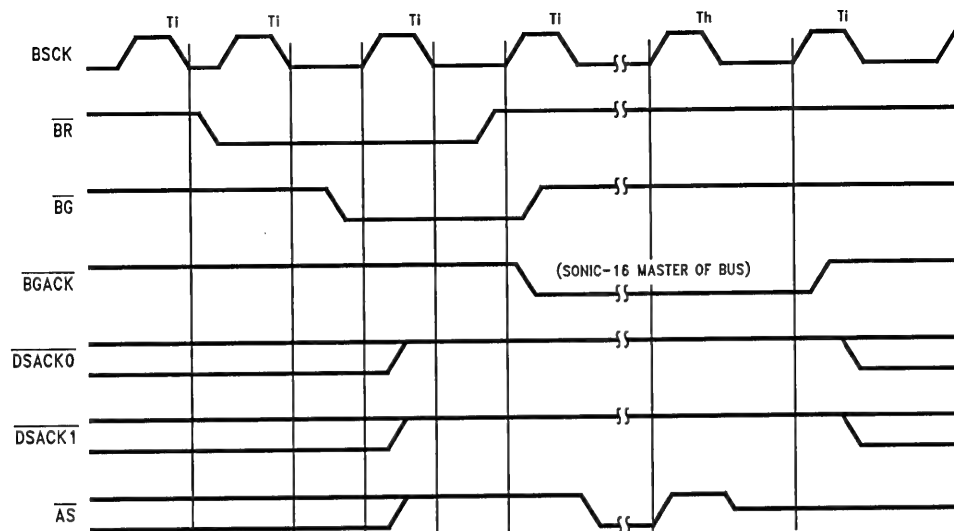 Ti Ti Ti Ti Th Ti
BSCK
BR
BG
BGACK
(SONIC-16 MASTER OF BUS)
DSACK0
DSACK1
AS